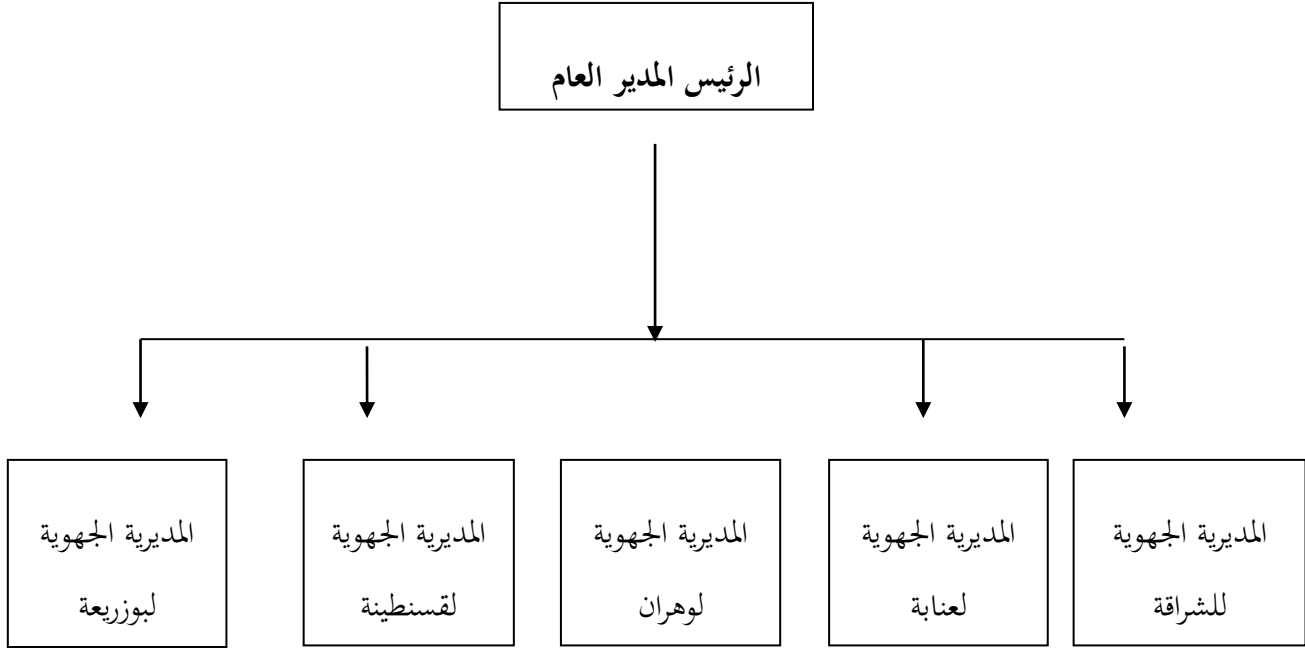 الرئيس المدير العام
المديرية الجهوية
للشراقة
المديرية الجهوية
لعنابة
المديرية الجهوية
لوهران
المديرية الجهوية
لقسنطينة
المديرية الجهوية
لبوزريعة